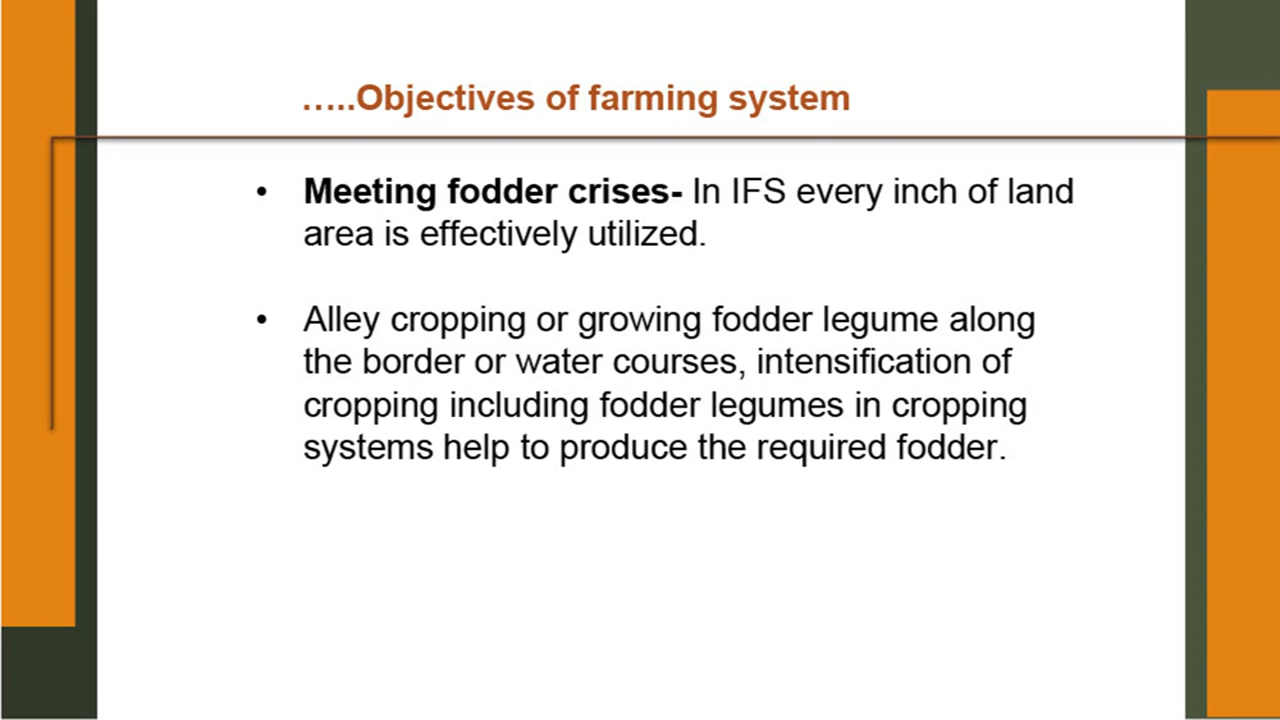 …..Objectives of farming system
• Meeting fodder crises- In IFS every inch of land
area is effectively utilized.
• Alley cropping or growing fodder legume along
the border or water courses, intensification of
cropping including fodder legumes in cropping
systems help to produce the required fodder.